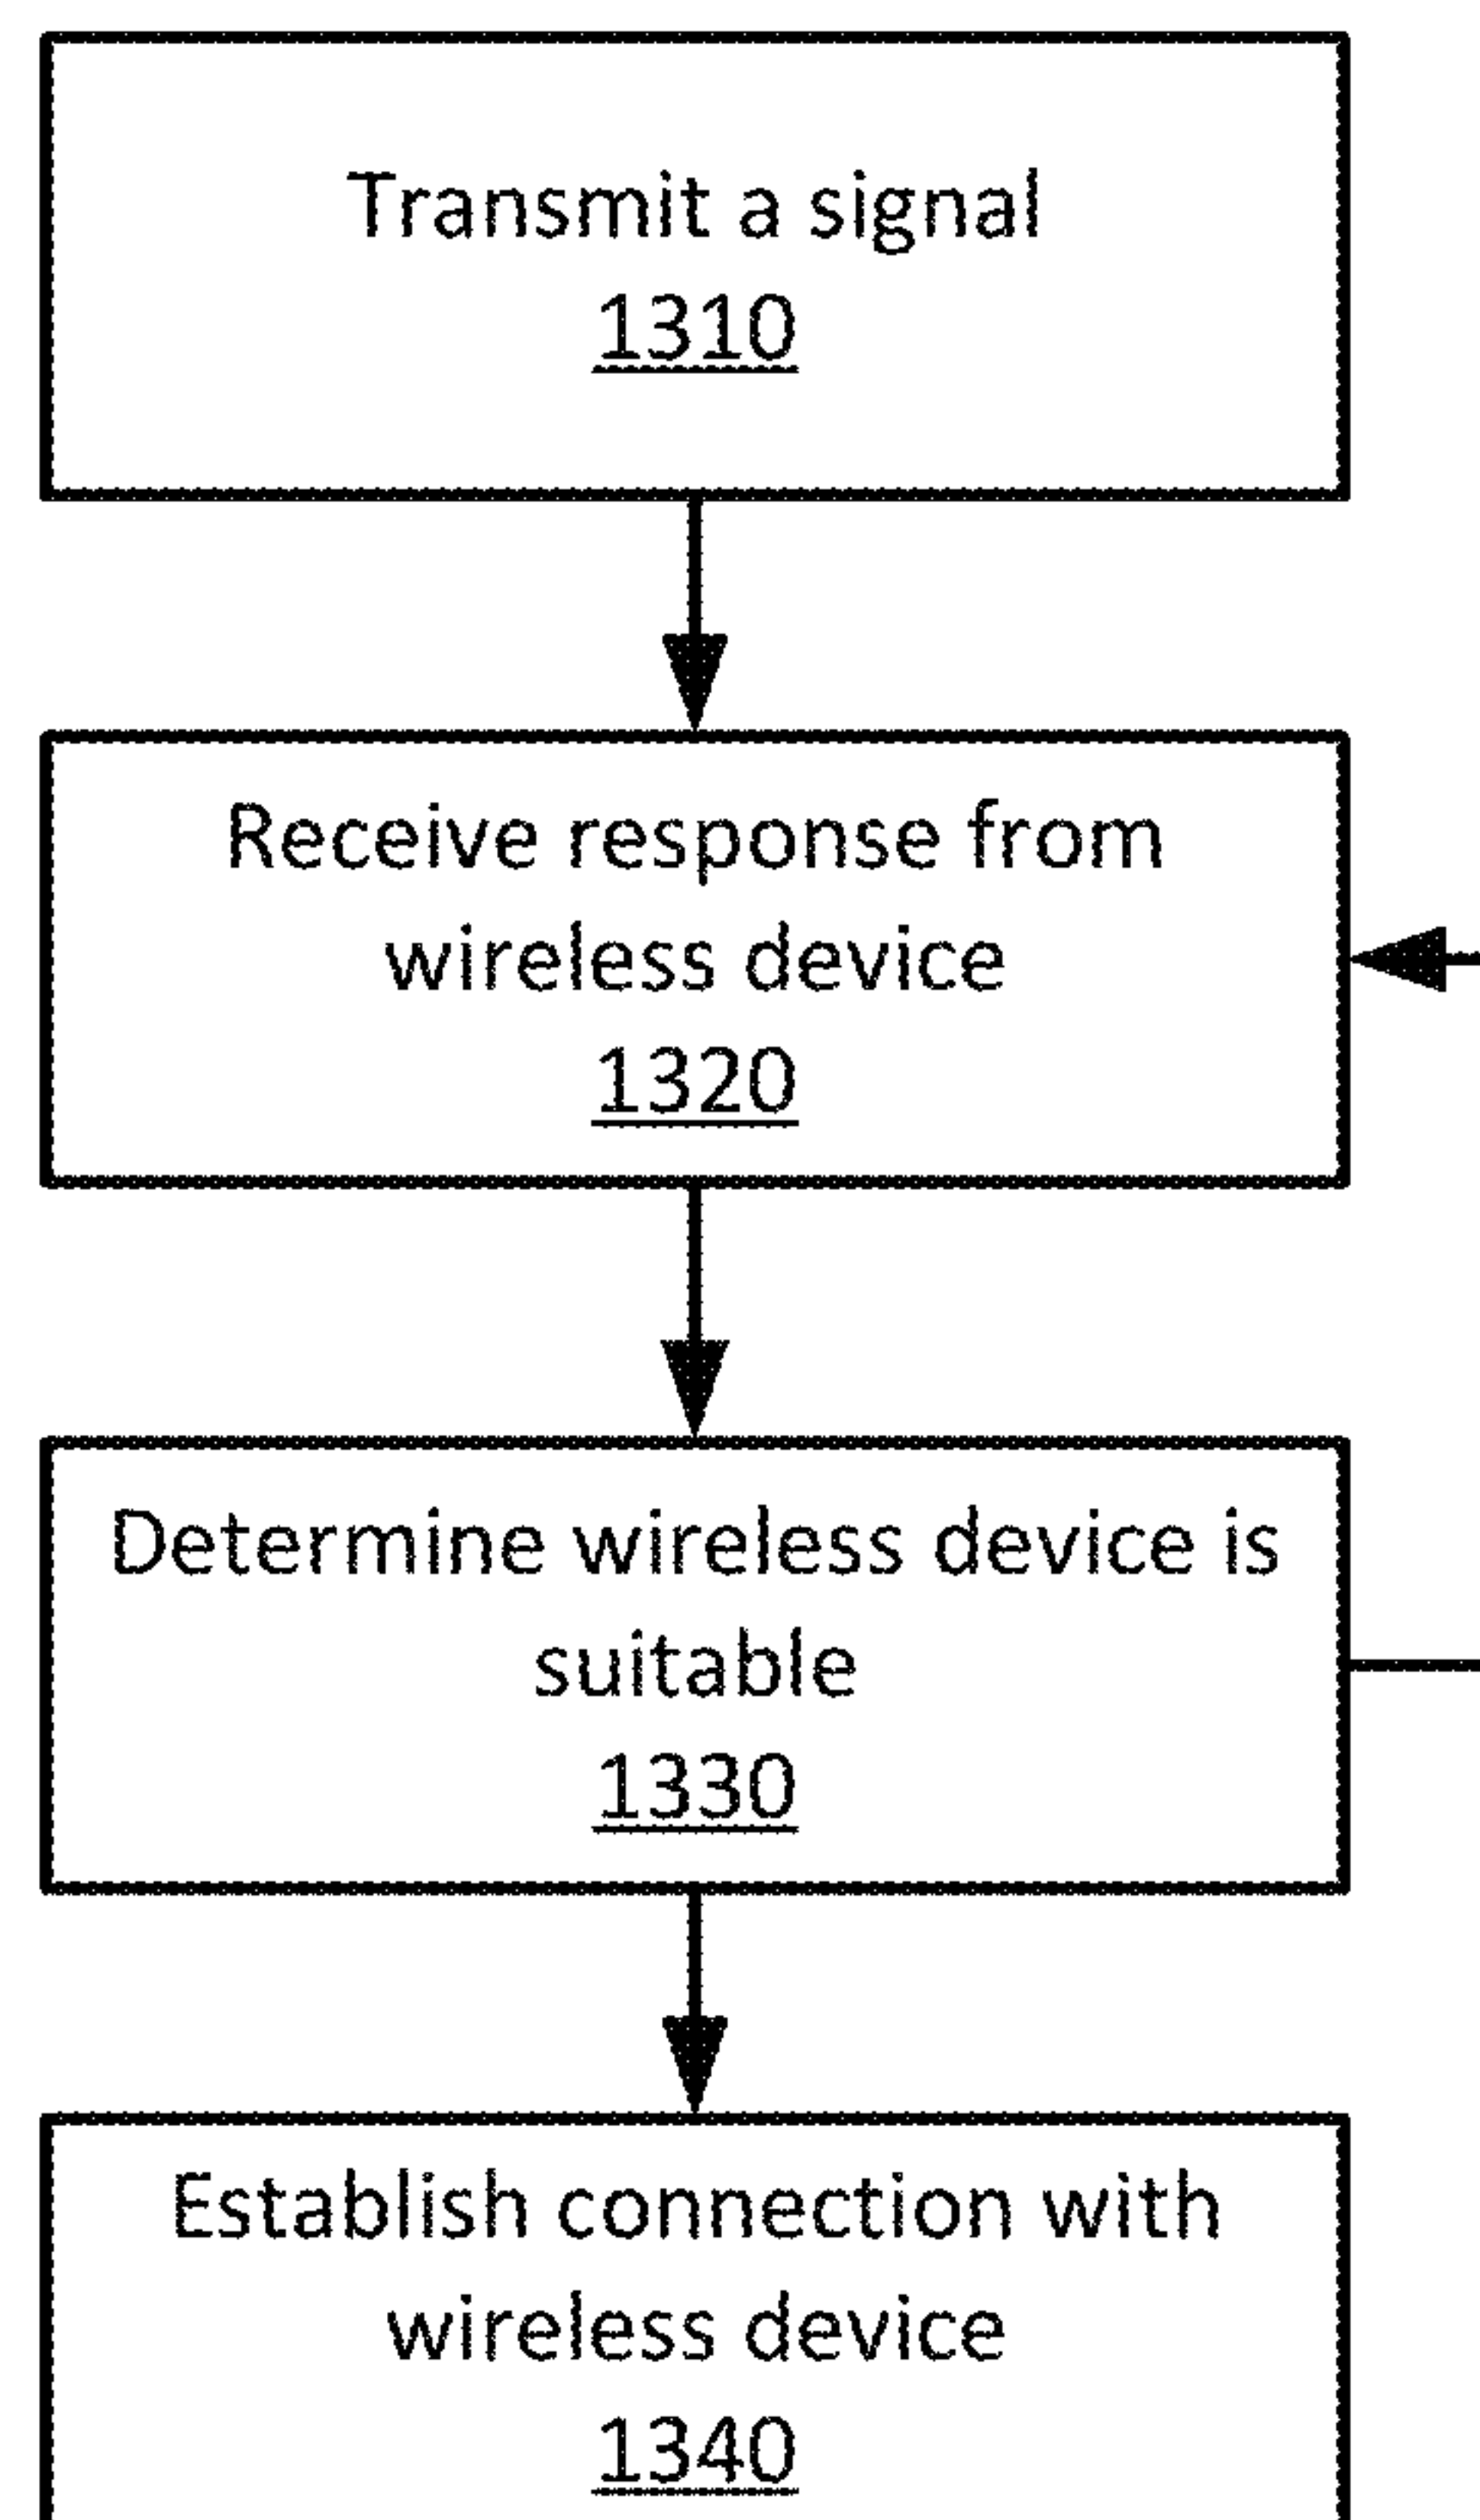 Transmit a signal
1310
Receive response from
wireless device
1320
Determine wireless device is
suitable
1330
Establish connection with
wireless device
1340